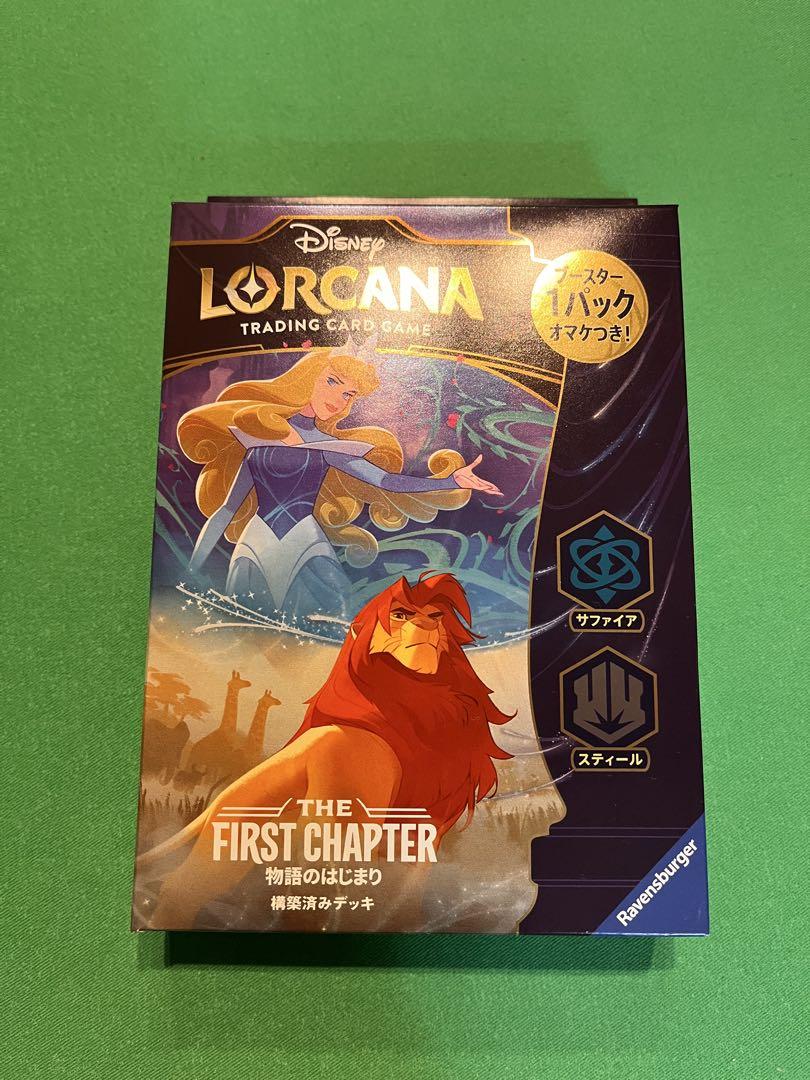 Disney
LORCANA
TRADING CARD GAME
ブースター
1パック
オマケつき!
サファイア
スティール
THE
FIRST CHAPTER
物語のはじまり
構築済みデッキ
Ravensburger